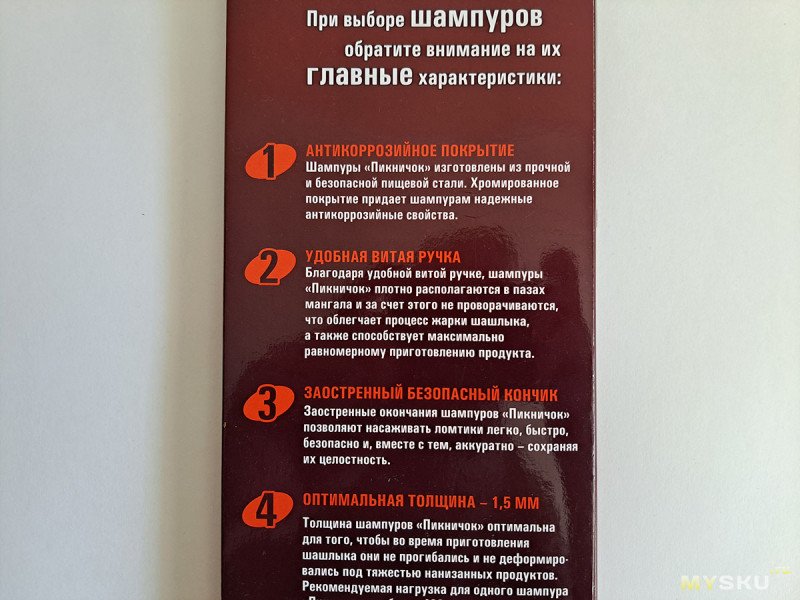 При выборе шампуров
обратите внимание на их
главные характеристики:
1
АНТИКОРРОЗИЙНОЕ ПОКРЫТИЕ
Шампуры «Пикничок» изготовлены из прочной
и безопасной пищевой стали. Хромированное
покрытие придает шампурам надежные
антикоррозийные свойства.
2
УДОБНАЯ ВИТАЯ РУЧКА
Благодаря удобной витой ручке, шампуры
«Пикничок» плотно располагаются в пазах
мангала и за счет этого не проворачиваются,
что облегчает процесс жарки шашлыка,
а также способствует максимально
равномерному приготовлению продукта.
3
ЗАОСТРЕННЫЙ БЕЗОПАСНЫЙ КОНЧИК
Заостренные окончания шампуров «Пикничок»
позволяют насаживать ломтики легко, быстро,
безопасно и, вместе с тем, аккуратно – сохраняя
их целостность.
4
ОПТИМАЛЬНАЯ ТОЛЩИНА – 1,5 ММ
Толщина шампуров «Пикничок» оптимальна
для того, чтобы во время приготовления
шашлыка они не прогибались и не деформиро-
вались под тяжестью нанизанных продуктов.
Рекомендуемая нагрузка для одного шампура
MYSKU